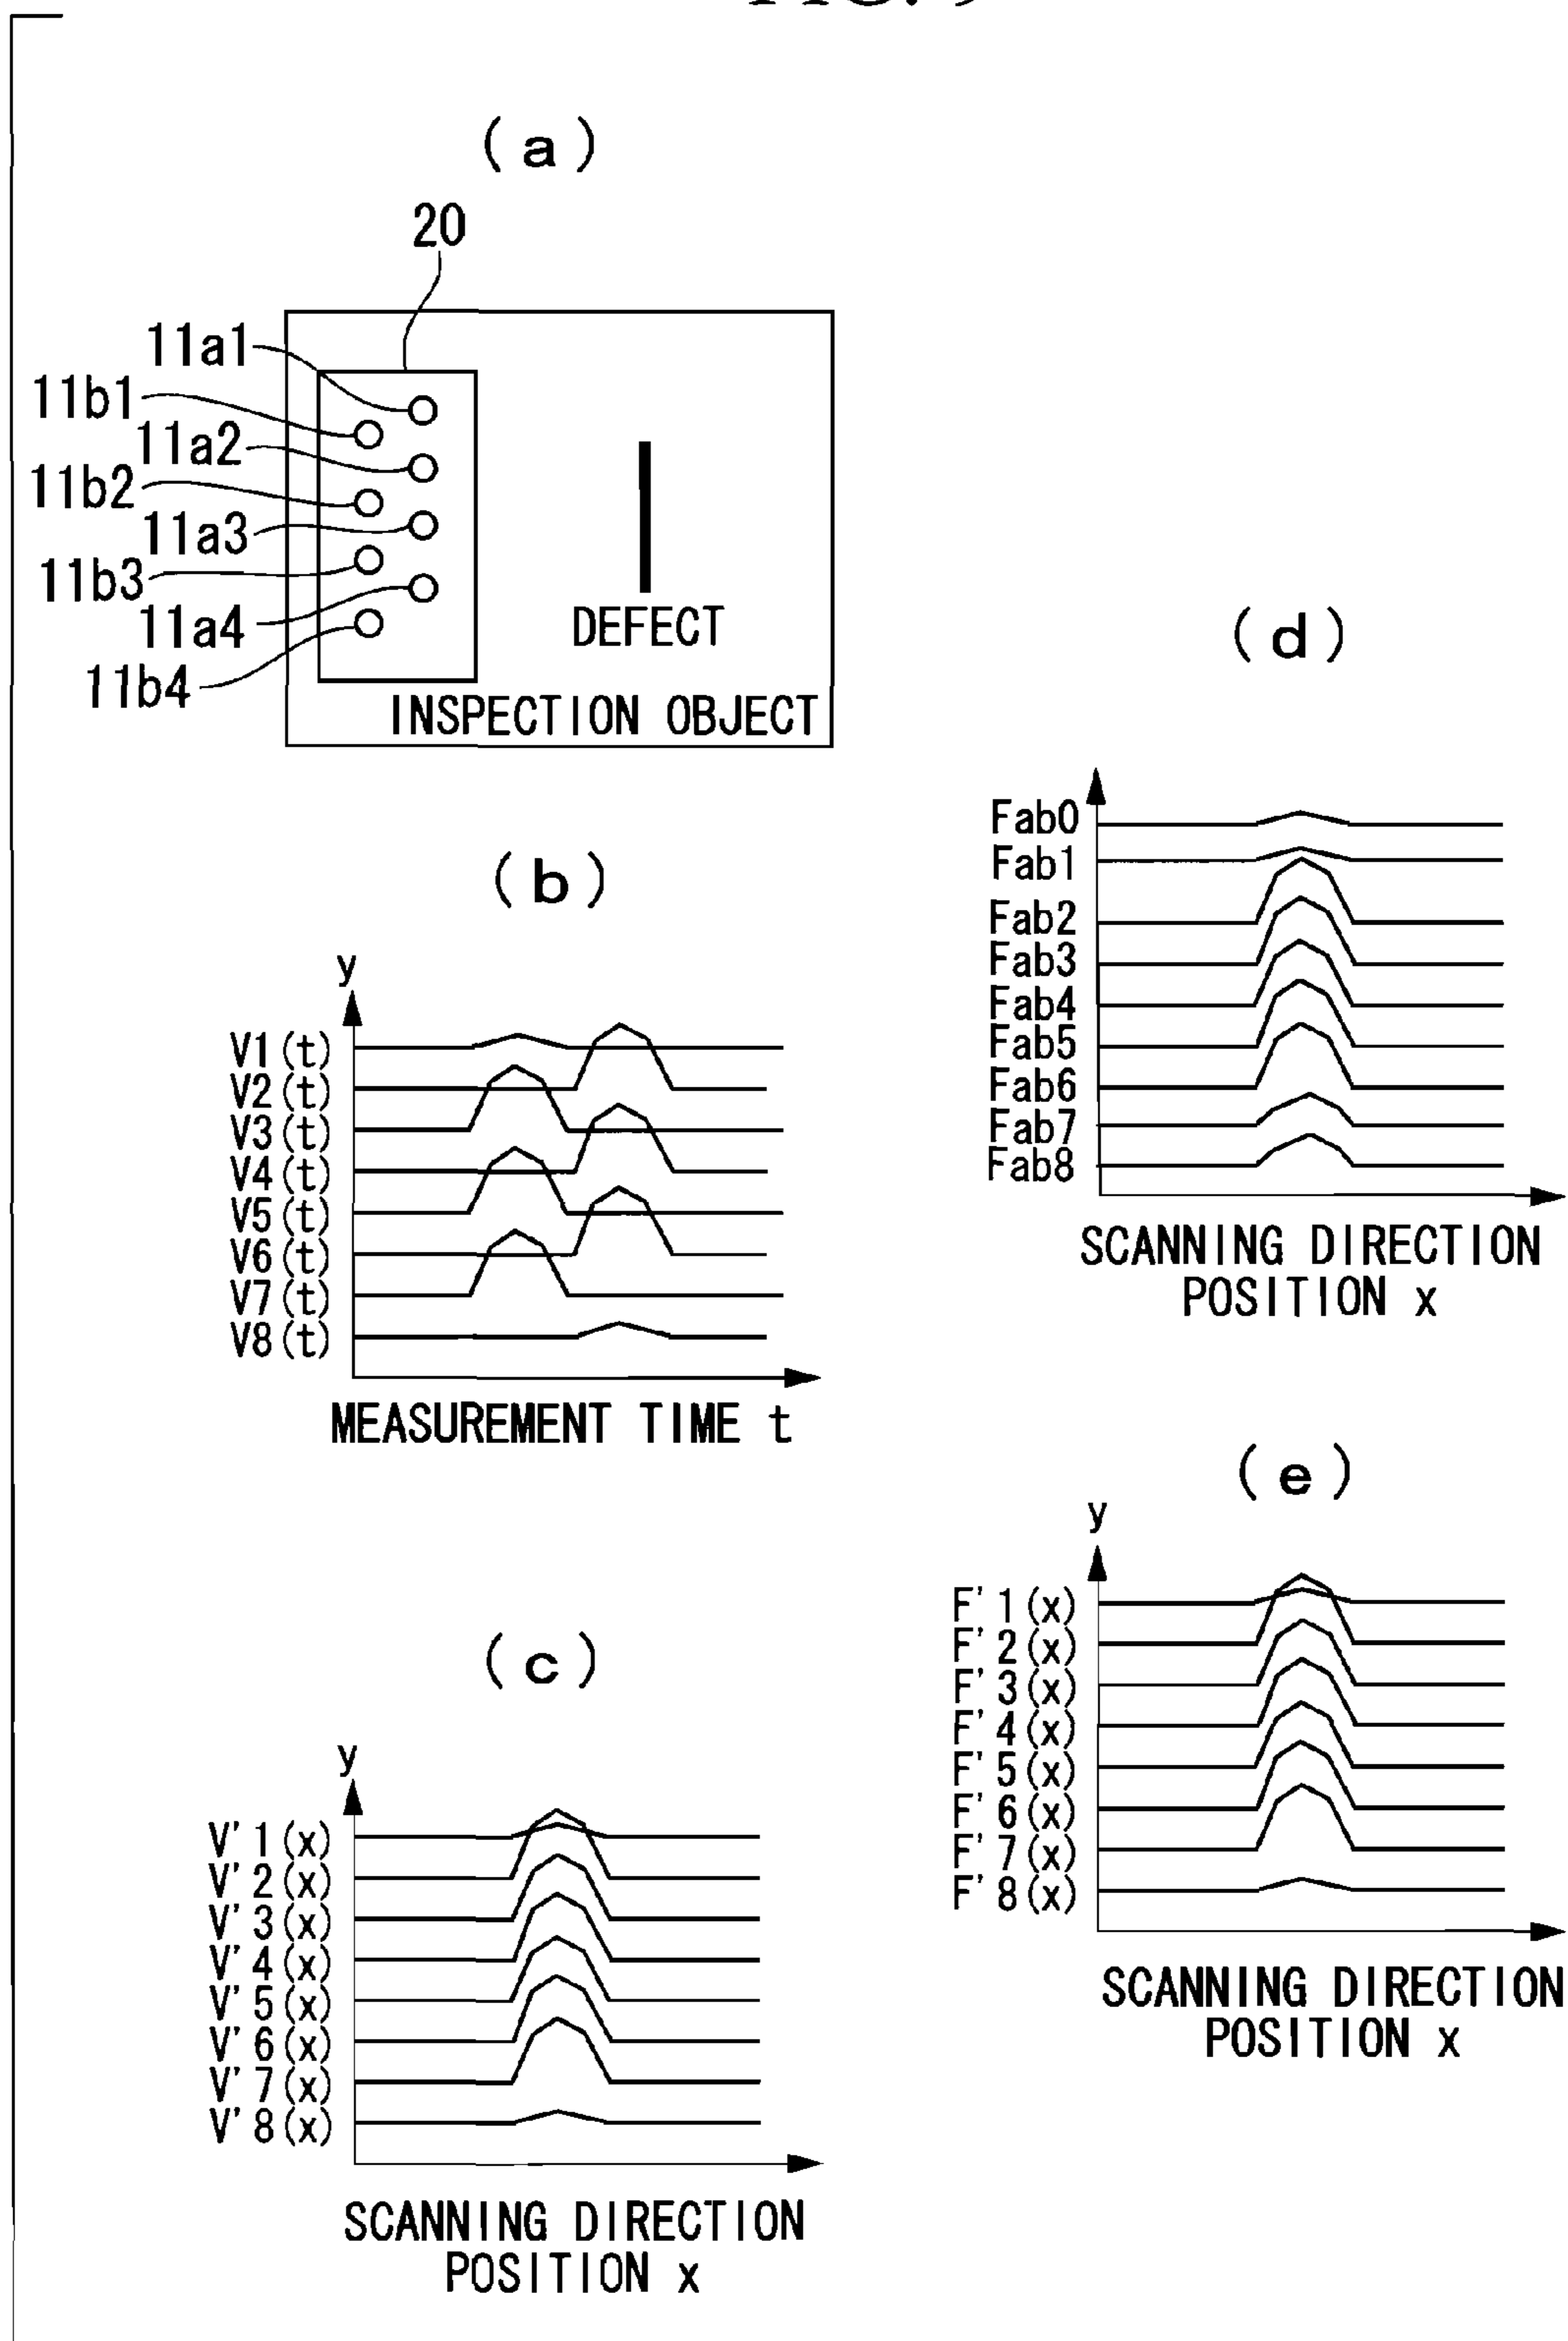 FIG. 9
(a)
20
11a1
11b1
11a2
11b2
11a3
11b3
11a4
11b4
DEFECT
INSPECTION OBJECT
(b)
y
V1(t)
V2(t)
V3(t)
V4(t)
V5(t)
V6(t)
V7(t)
V8(t)
MEASUREMENT TIME t
(c)
y
V'1(x)
V'2(x)
V'3(x)
V'4(x)
V'5(x)
V'6(x)
V'7(x)
V'8(x)
SCANNING DIRECTION
POSITION x
(d)
Fab0
Fab1
Fab2
Fab3
Fab4
Fab5
Fab6
Fab7
Fab8
SCANNING DIRECTION
POSITION x
(e)
y
F'1(x)
F'2(x)
F'3(x)
F'4(x)
F'5(x)
F'6(x)
F'7(x)
F'8(x)
SCANNING DIRECTION
POSITION x